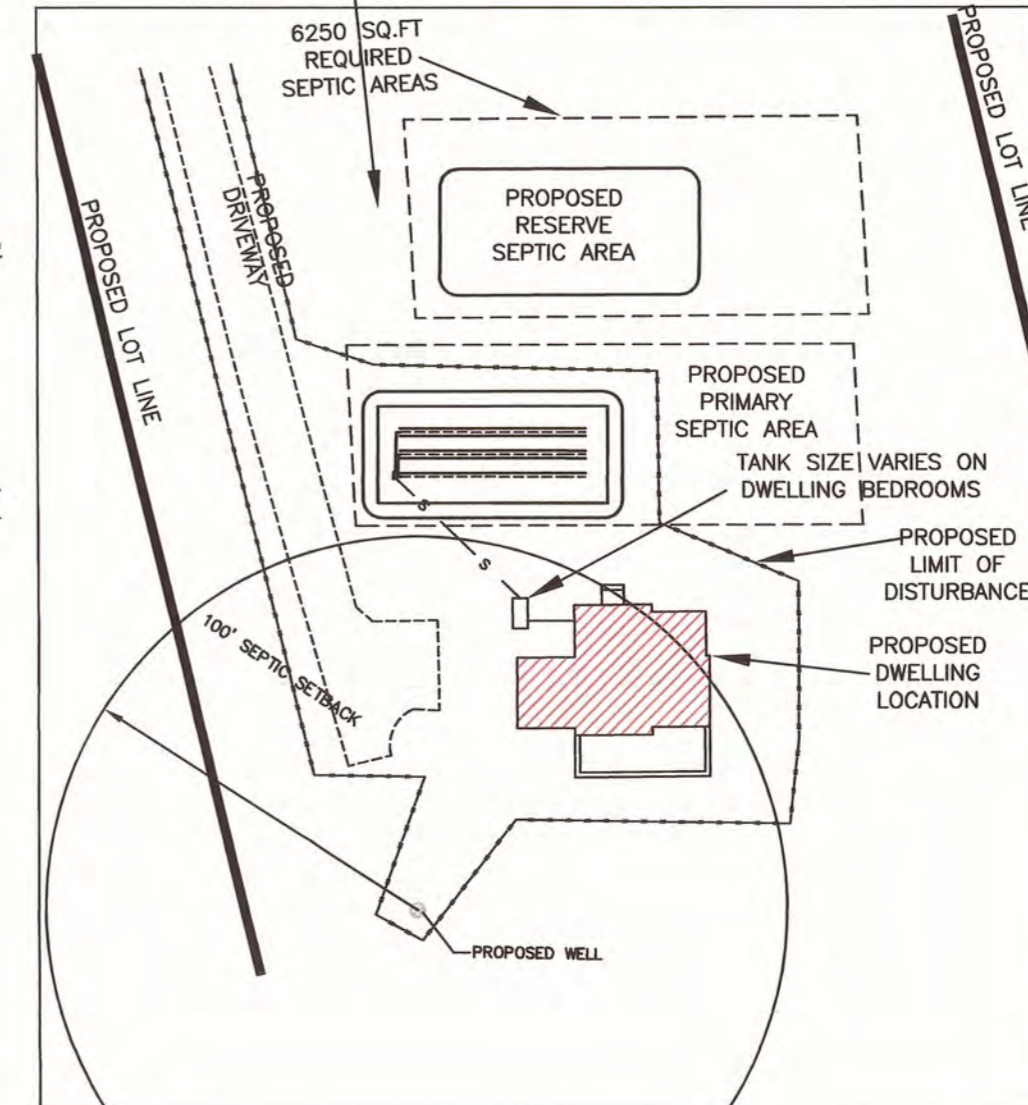 6250 SQ.FT
REQUIRED
SEPTIC AREAS
PROPOSED LOT LINE
PROPOSED
DRIVEWAY
PROPOSED
RESERVE
SEPTIC AREA
PROPOSED LOT LINE
PROPOSED
PRIMARY
SEPTIC AREA
TANK SIZE VARIES ON
DWELLING BEDROOMS
S
S
PROPOSED
LIMIT OF
DISTURBANCE
100' SEPTIC SETBACK
PROPOSED
DWELLING
LOCATION
PROPOSED WELL